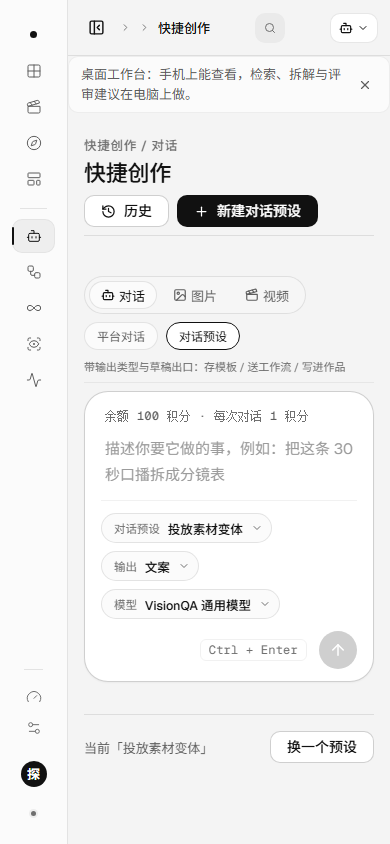 快捷创作
桌面工作台：手机上能查看，检索、拆解与评
审建议在电脑上做。
快捷创作 / 对话
快捷创作
历史
新建对话预设
对话 图片 视频
平台对话 对话预设
带输出类型与草稿出口：存模板 / 送工作流 / 写进作品
余额 100 积分 · 每次对话 1 积分
描述你要它做的事，例如：把这条 30
秒口播拆成分镜表
对话预设 投放素材变体
输出 文案
模型 VisionQA 通用模型
Ctrl + Enter
探
当前「投放素材变体」 换一个预设